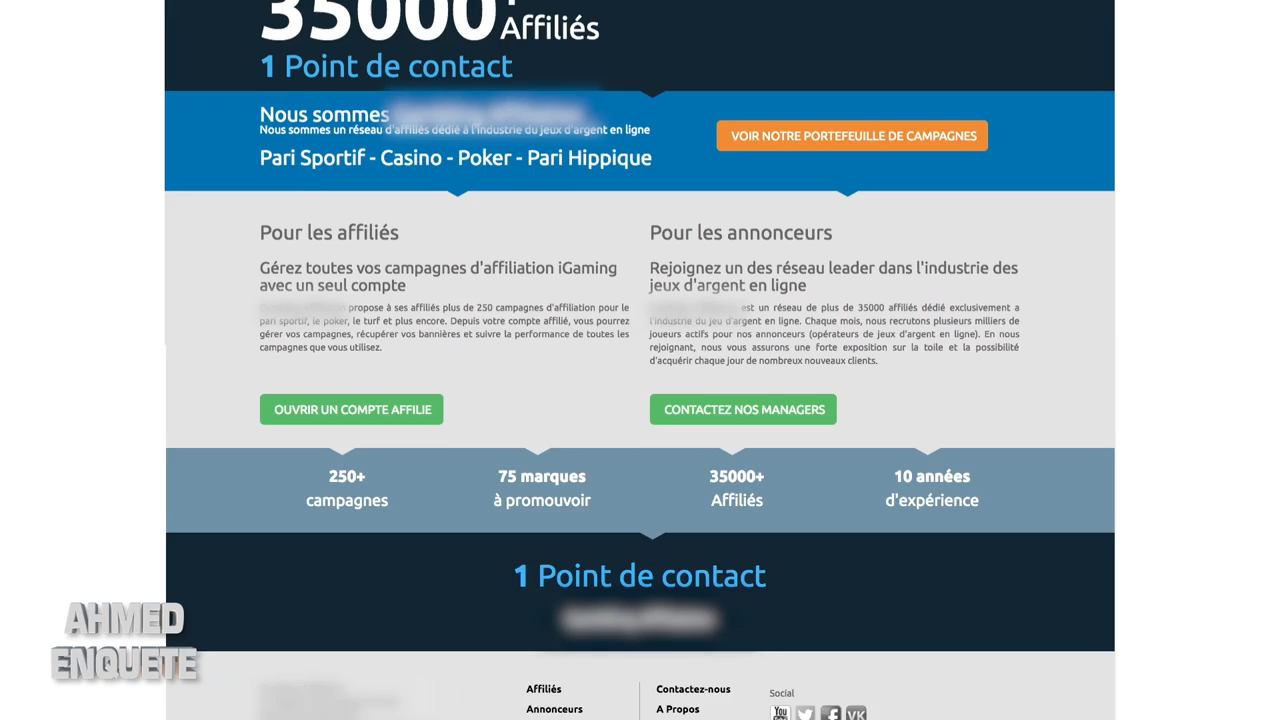 35000+
Affiliés
1 Point de contact
Nous sommes
Nous sommes un réseau d'affiliés dédié à l'industrie du jeux d'argent en ligne
Pari Sportif - Casino - Poker - Pari Hippique
VOIR NOTRE PORTEFEUILLE DE CAMPAGNES
Pour les affiliés
Gérez toutes vos campagnes d'affiliation iGaming
avec un seul compte
propose à ses affiliés plus de 250 campagnes d'affiliation pour le
pari sportif, le poker, le turf et plus encore. Depuis votre compte affilié, vous pourrez
gérer vos campagnes, récupérer vos bannières et suivre la performance de toutes les
campagnes que vous utilisez.
OUVRIR UN COMPTE AFFILIE
Pour les annonceurs
Rejoignez un des réseau leader dans l'industrie des
jeux d'argent en ligne
est un réseau de plus de 35000 affiliés dédié exclusivement a
l'industrie du jeu d'argent en ligne. Chaque mois, nous recrutons plusieurs milliers de
joueurs actifs pour nos annonceurs (opérateurs de jeux d'argent en ligne). En nous
rejoignant, nous vous assurons une forte exposition sur la toile et la possibilité
d'acquérir chaque jour de nombreux nouveaux clients.
CONTACTEZ NOS MANAGERS
250+
campagnes
75 marques
à promouvoir
35000+
Affiliés
10 années
d'expérience
1 Point de contact
AHMED
ENQUETE
Affiliés
Annonceurs
Contactez-nous
A Propos
Social
You
VK